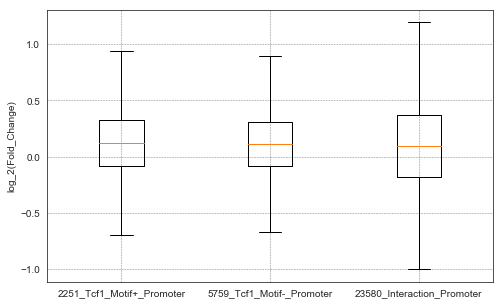 log_2(Fold_Change)
1.0
0.5
0.0
−0.5
−1.0
2251_Tcf1_Motif+_Promoter
5759_Tcf1_Motif-_Promoter
23580_Interaction_Promoter